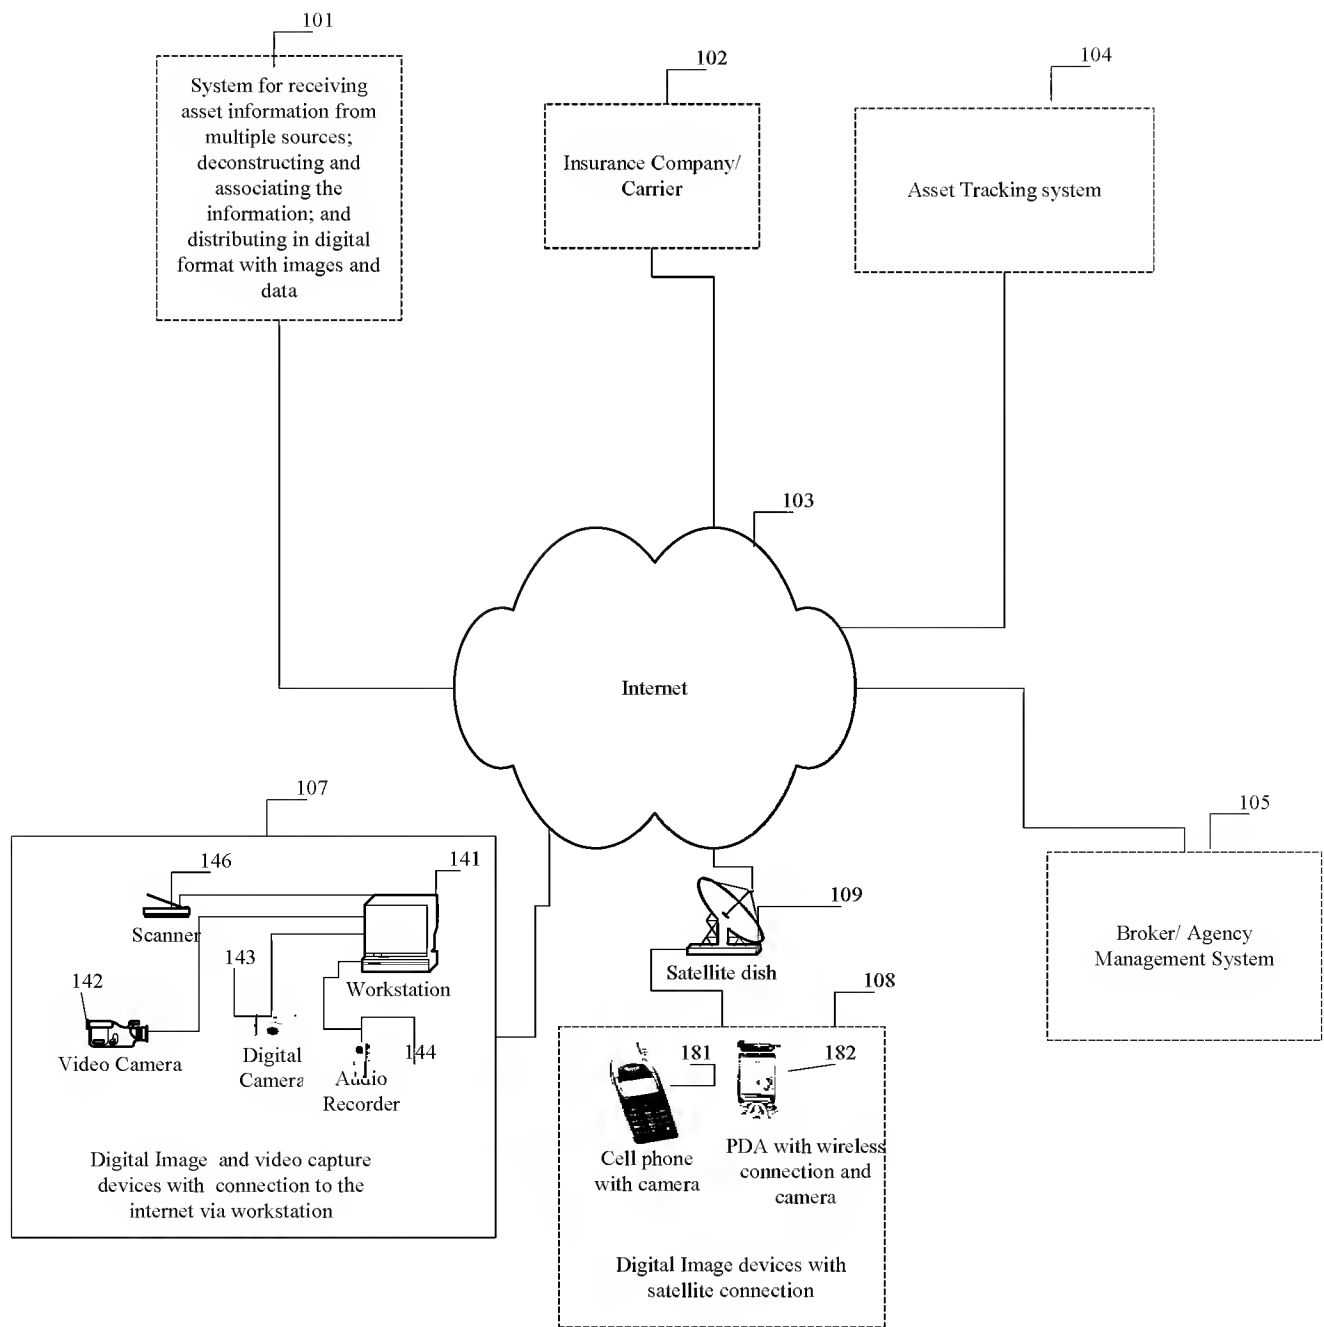 101
System for receiving
asset information from
multiple sources;
deconstructing and
associating the
information; and
distributing in digital
format with images and
data
102
Insurance Company/
Carrier
104
Asset Tracking system
103
Internet
107
146
141
Scanner
143
142
Workstation
Video Camera
Digital
Camera
144
Audio
Recorder
Digital Image and video capture
devices with connection to the
internet via workstation
109
Satellite dish
108
181
182
Cell phone
with camera
PDA with wireless
connection and
camera
Digital Image devices with
satellite connection
105
Broker/ Agency
Management System